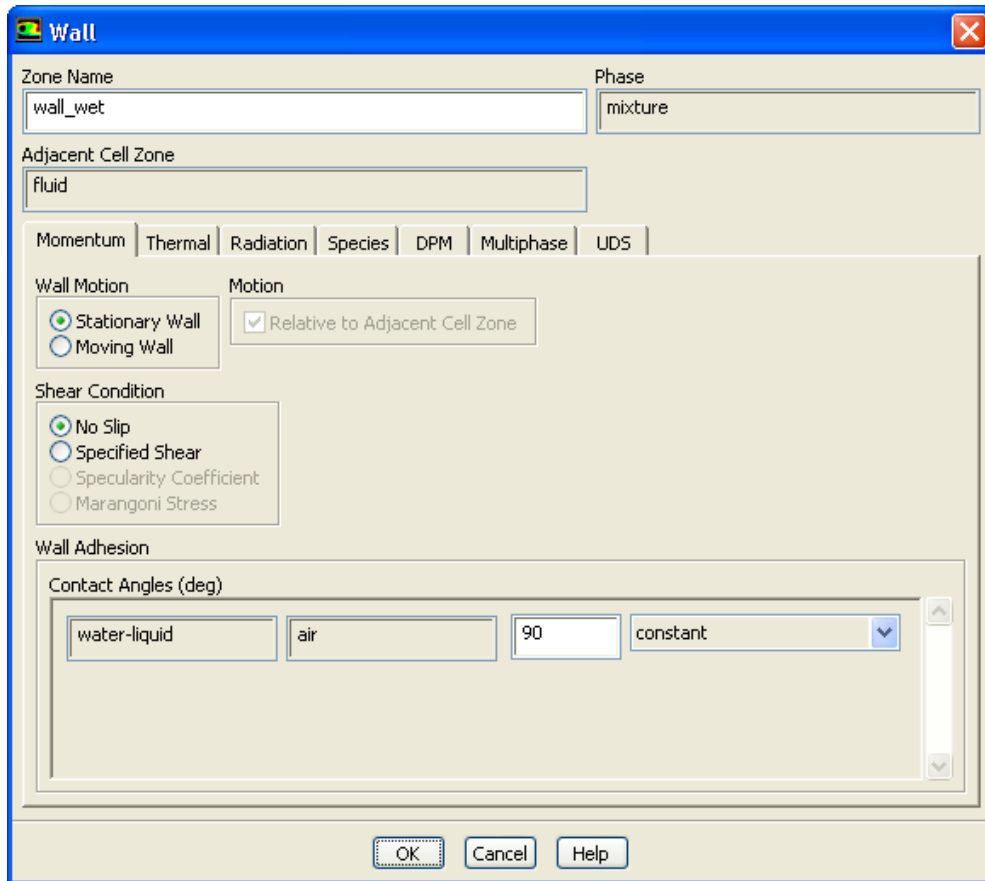 Wall
Zone Name Phase
wall_wet mixture
Adjacent Cell Zone
fluid
Momentum Thermal Radiation Species DPM Multiphase UDS
Wall Motion Motion
Stationary Wall Relative to Adjacent Cell Zone
Moving Wall
Shear Condition
No Slip
Specified Shear
Specularity Coefficient
Marangoni Stress
Wall Adhesion
Contact Angles (deg)
water-liquid air 90 constant
OK Cancel Help